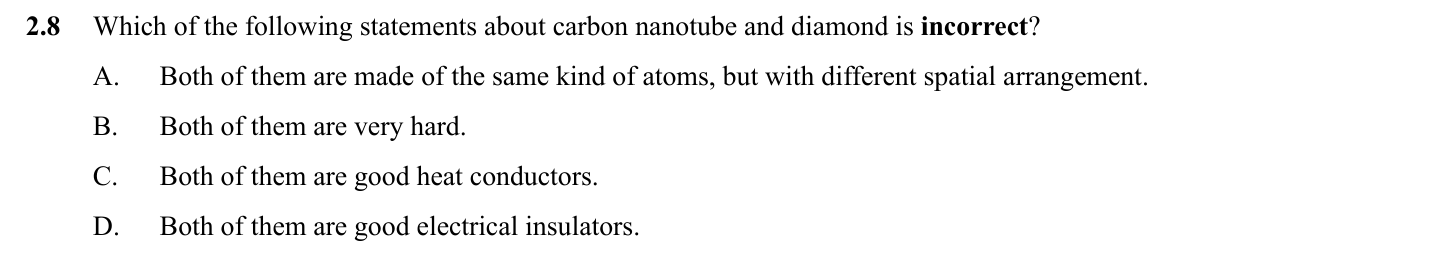 2.8 Which of the following statements about carbon nanotube and diamond is incorrect?
A. Both of them are made of the same kind of atoms, but with different spatial arrangement.
B. Both of them are very hard.
C. Both of them are good heat conductors.
D. Both of them are good electrical insulators.